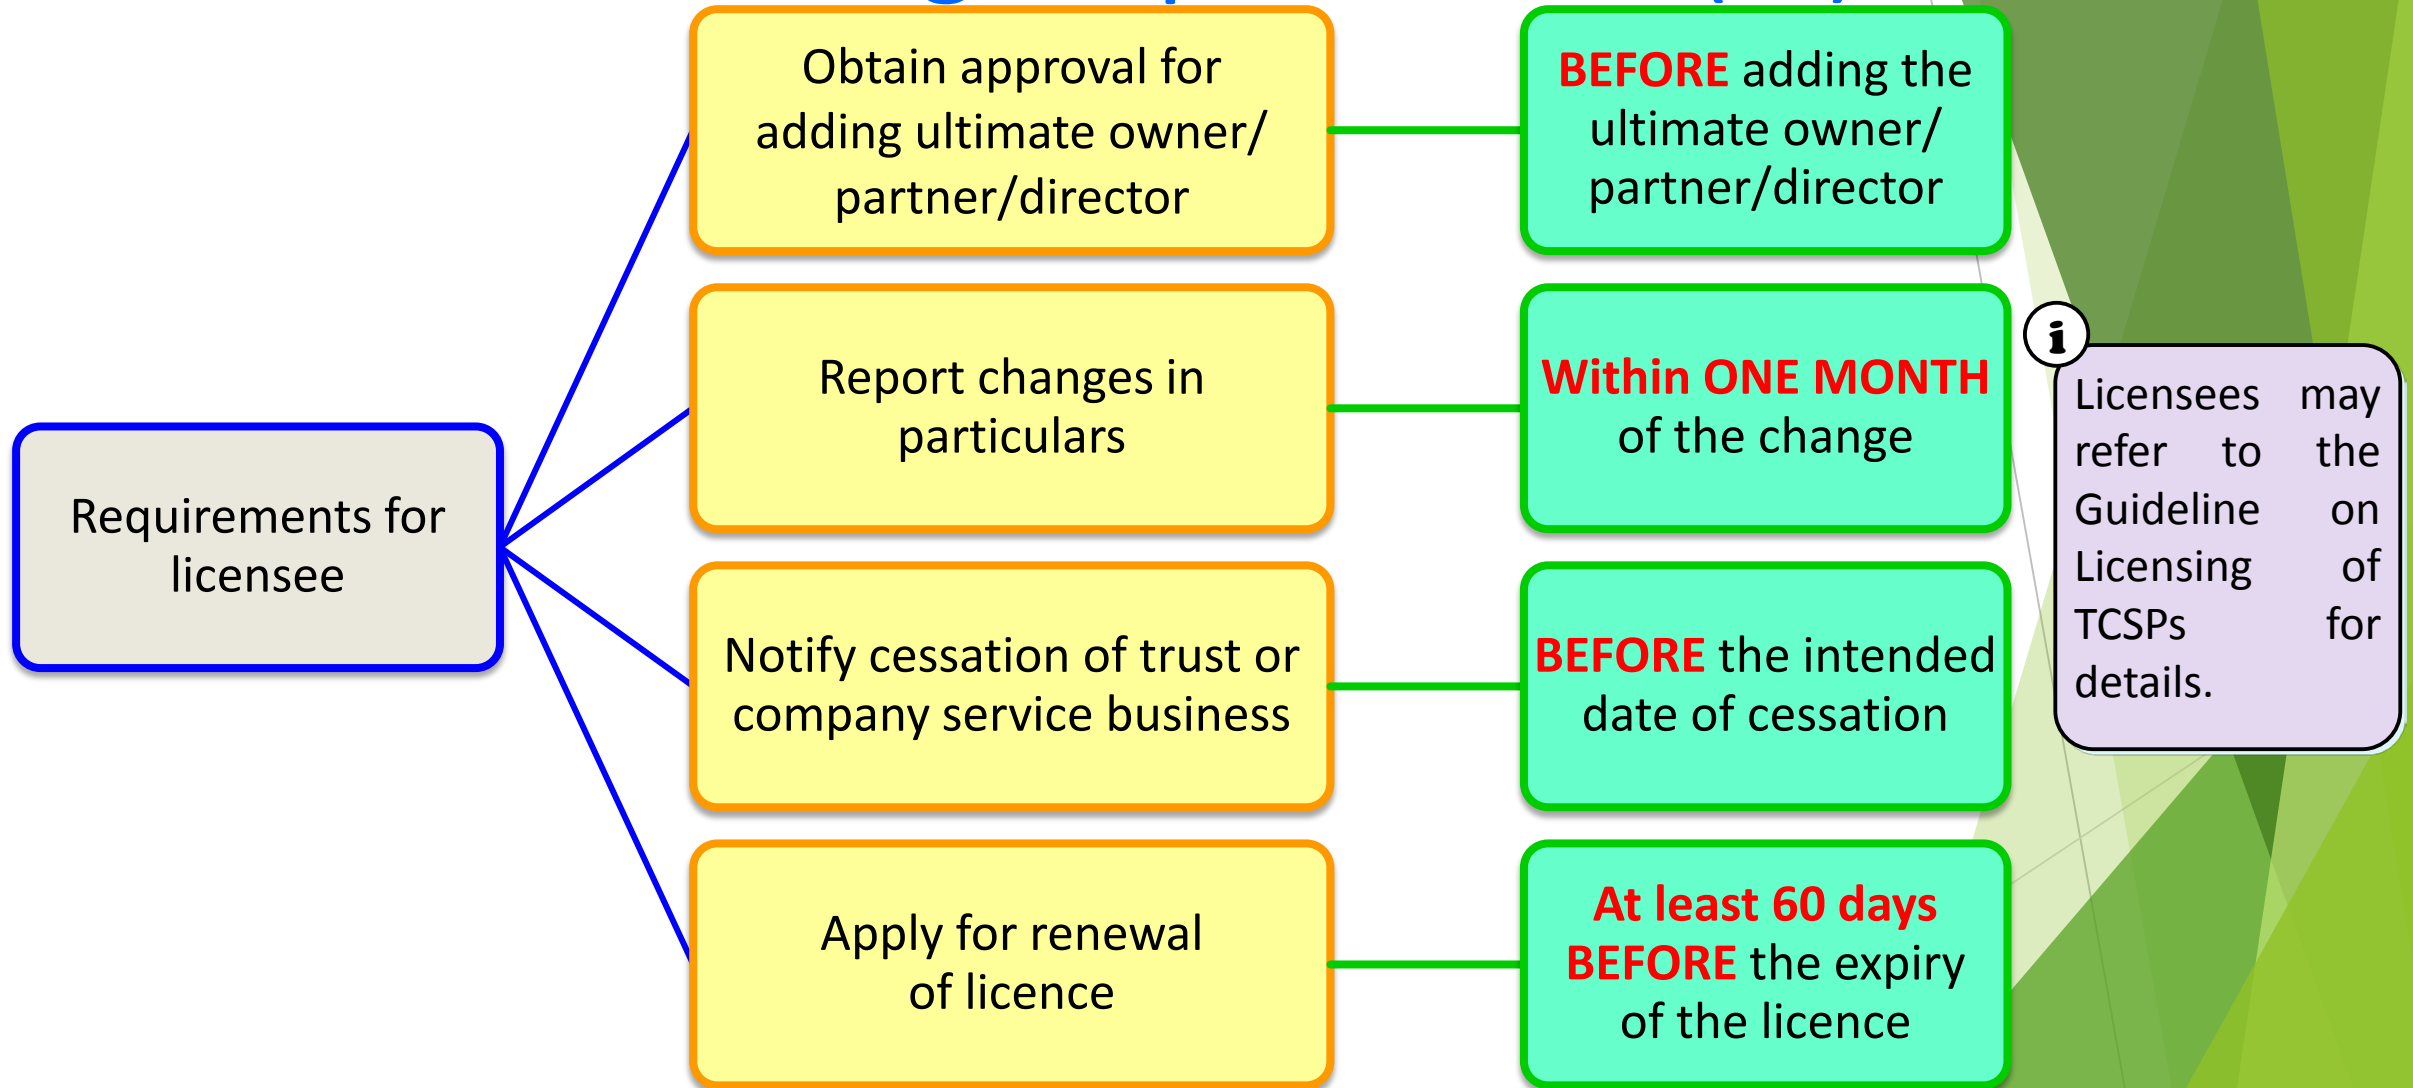 Requirements for
licensee
Obtain approval for
adding ultimate owner/
partner/director
BEFORE adding the
ultimate owner/
partner/director
Report changes in
particulars
Within ONE MONTH
of the change
Notify cessation of trust or
company service business
BEFORE the intended
date of cessation
Apply for renewal
of licence
At least 60 days
BEFORE the expiry
of the licence
i
Licensees may
refer to the
Guideline on
Licensing of
TCSPs for
details.